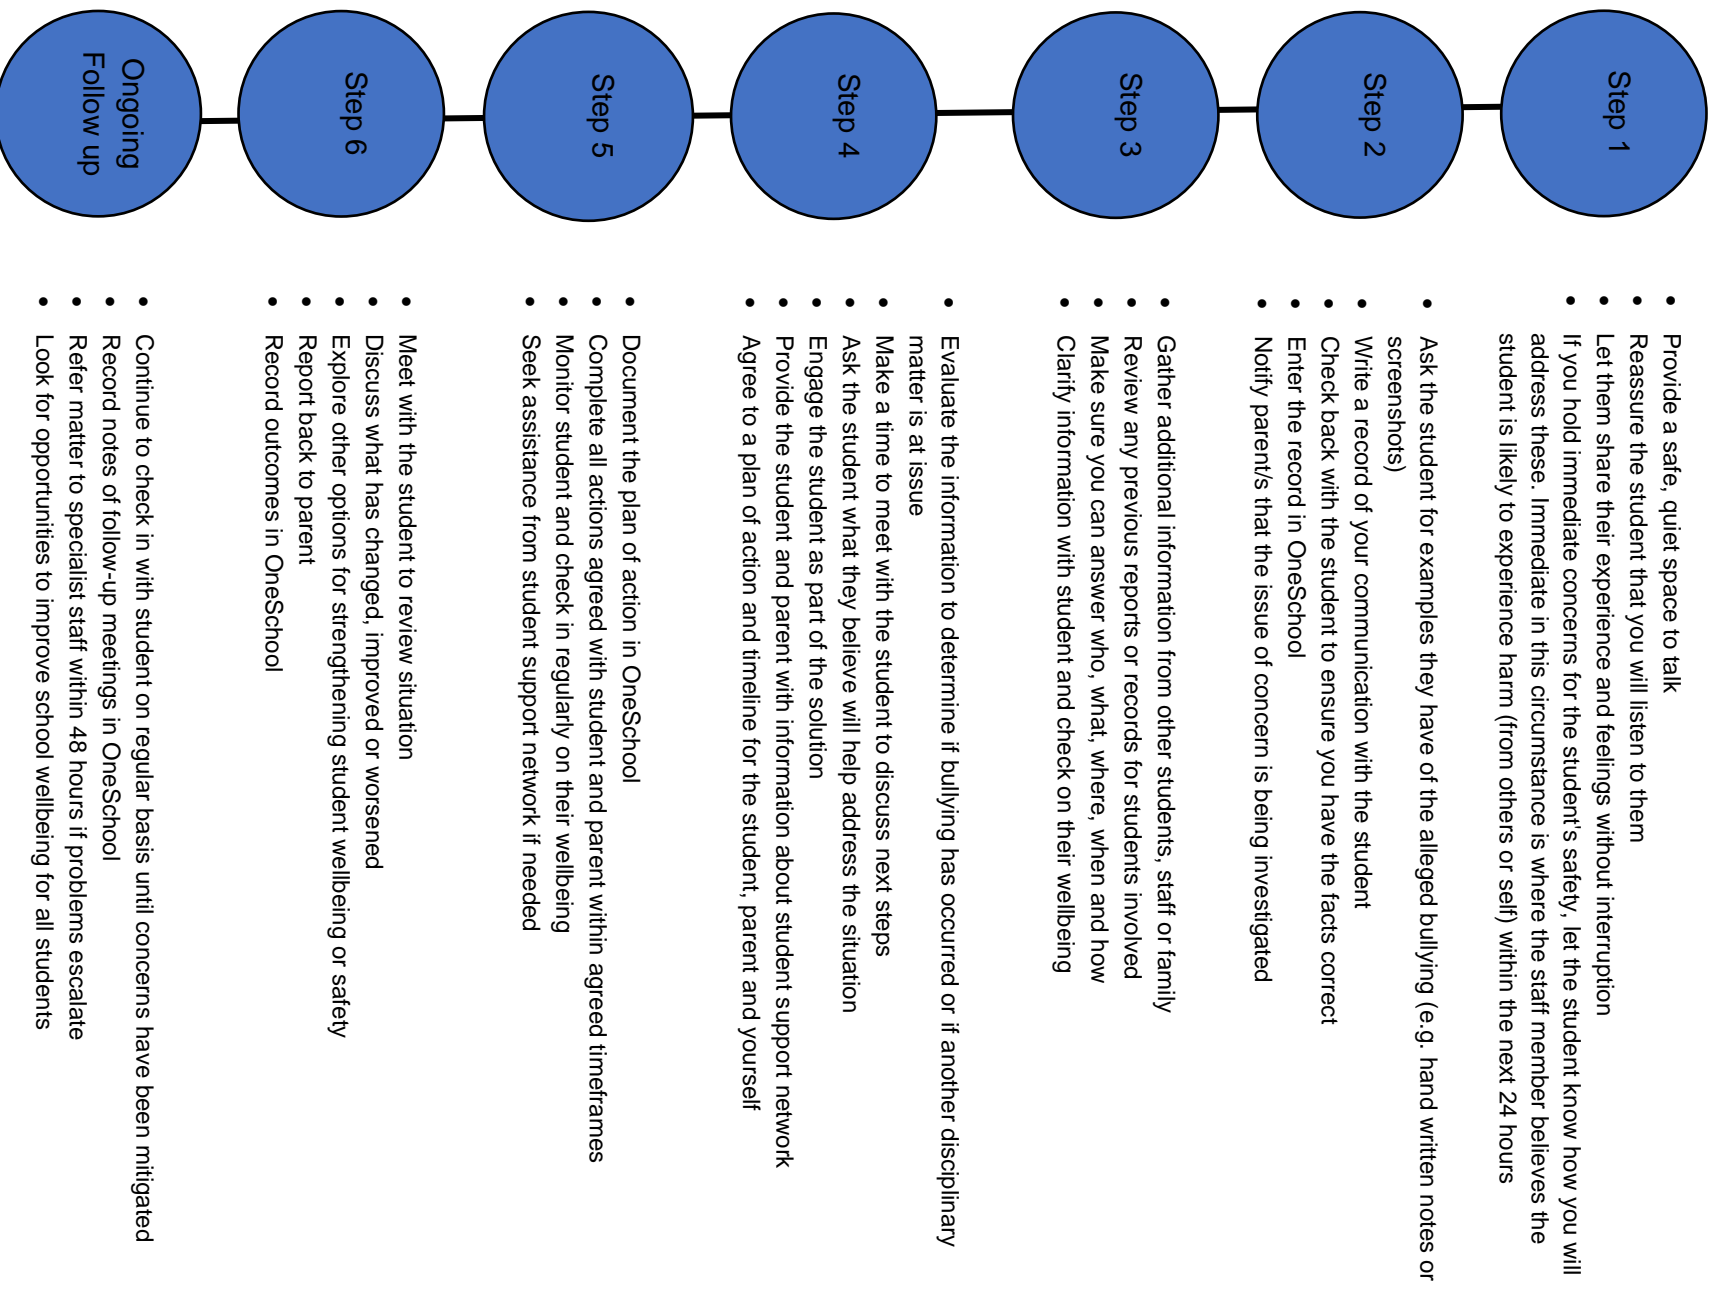 Step 1
• Provide a safe, quiet space to talk
• Reassure the student that you will listen to them
• Let them share their experience and feelings without interruption
• If you hold immediate concerns for the student's safety, let the student know how you will
address these. Immediate in this circumstance is where the staff member believes the
student is likely to experience harm (from others or self) within the next 24 hours
Step 2
• Ask the student for examples they have of the alleged bullying (e.g. hand written notes or
screenshots)
• Write a record of your communication with the student
• Check back with the student to ensure you have the facts correct
• Enter the record in OneSchool
• Notify parent/s that the issue of concern is being investigated
Step 3
• Gather additional information from other students, staff or family
• Review any previous reports or records for students involved
• Make sure you can answer who, what, where, when and how
• Clarify information with student and check on their wellbeing
Step 4
• Evaluate the information to determine if bullying has occurred or if another disciplinary
matter is at issue
• Make a time to meet with the student to discuss next steps
• Ask the student what they believe will help address the situation
• Engage the student as part of the solution
• Provide the student and parent with information about student support network
• Agree to a plan of action and timeline for the student, parent and yourself
Step 5
• Document the plan of action in OneSchool
• Complete all actions agreed with student and parent within agreed timeframes
• Monitor student and check in regularly on their wellbeing
• Seek assistance from student support network if needed
Step 6
• Meet with the student to review situation
• Discuss what has changed, improved or worsened
• Explore other options for strengthening student wellbeing or safety
• Report back to parent
• Record outcomes in OneSchool
Ongoing
Follow up
• Continue to check in with student on regular basis until concerns have been mitigated
• Record notes of follow-up meetings in OneSchool
• Refer matter to specialist staff within 48 hours if problems escalate
• Look for opportunities to improve school wellbeing for all students